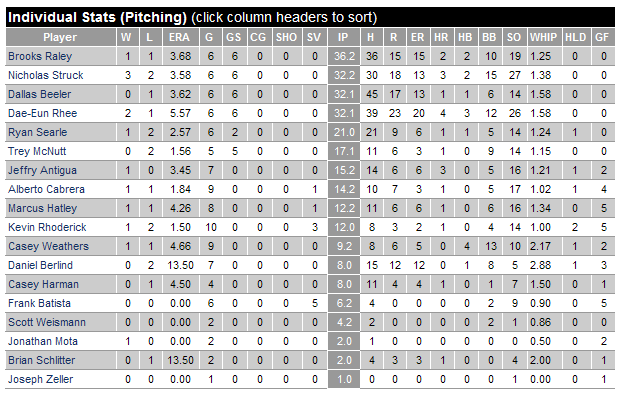 Individual Stats (Pitching) (click column headers to sort)
Player W L ERA G GS CG SHO SV IP H R ER HR HB BB SO WHIP HLD GF
Brooks Raley 1 1 3.68 6 6 0 0 0 36.2 36 15 15 2 2 10 19 1.25 0 0
Nicholas Struck 3 2 3.58 6 6 0 0 0 32.2 30 18 13 3 2 15 27 1.38 0 0
Dallas Beeler 0 1 3.62 6 6 0 0 0 32.1 45 17 13 1 1 6 14 1.58 0 0
Dae-Eun Rhee 2 1 5.57 6 6 0 0 0 32.1 39 23 20 4 3 12 26 1.58 0 0
Ryan Searle 1 2 2.57 6 2 0 0 0 21.0 21 9 6 1 1 5 14 1.24 1 0
Trey McNutt 0 2 1.56 5 5 0 0 0 17.1 11 6 3 1 0 9 14 1.15 0 0
Jeffry Antigua 1 0 3.45 7 0 0 0 0 15.2 14 6 6 3 0 5 16 1.21 1 2
Alberto Cabrera 1 1 1.84 9 0 0 0 1 14.2 10 7 3 1 0 5 17 1.02 1 4
Marcus Hatley 1 1 4.26 8 0 0 0 1 12.2 11 6 6 1 0 6 16 1.34 0 5
Kevin Rhoderick 1 2 1.50 10 0 0 0 3 12.0 8 3 2 1 0 4 14 1.00 2 5
Casey Weathers 1 1 4.66 9 0 0 0 0 9.2 8 6 5 0 4 13 10 2.17 1 2
Daniel Berlind 0 2 13.50 7 0 0 0 0 8.0 15 12 12 0 1 8 5 2.88 1 3
Casey Harman 0 1 4.50 4 0 0 0 0 8.0 11 4 4 1 0 1 7 1.50 0 1
Frank Batista 0 0 0.00 6 0 0 0 5 6.2 4 0 0 0 0 2 9 0.90 0 5
Scott Weismann 0 0 0.00 2 0 0 0 0 4.2 2 0 0 0 0 2 1 0.86 0 0
Jonathan Mota 1 0 0.00 2 0 0 0 0 2.0 1 0 0 0 0 0 0 0.50 0 2
Brian Schlitter 0 1 13.50 2 0 0 0 0 2.0 4 3 3 1 0 0 4 2.00 0 1
Joseph Zeller 0 0 0.00 1 0 0 0 0 1.0 0 0 0 0 0 0 1 0.00 0 1